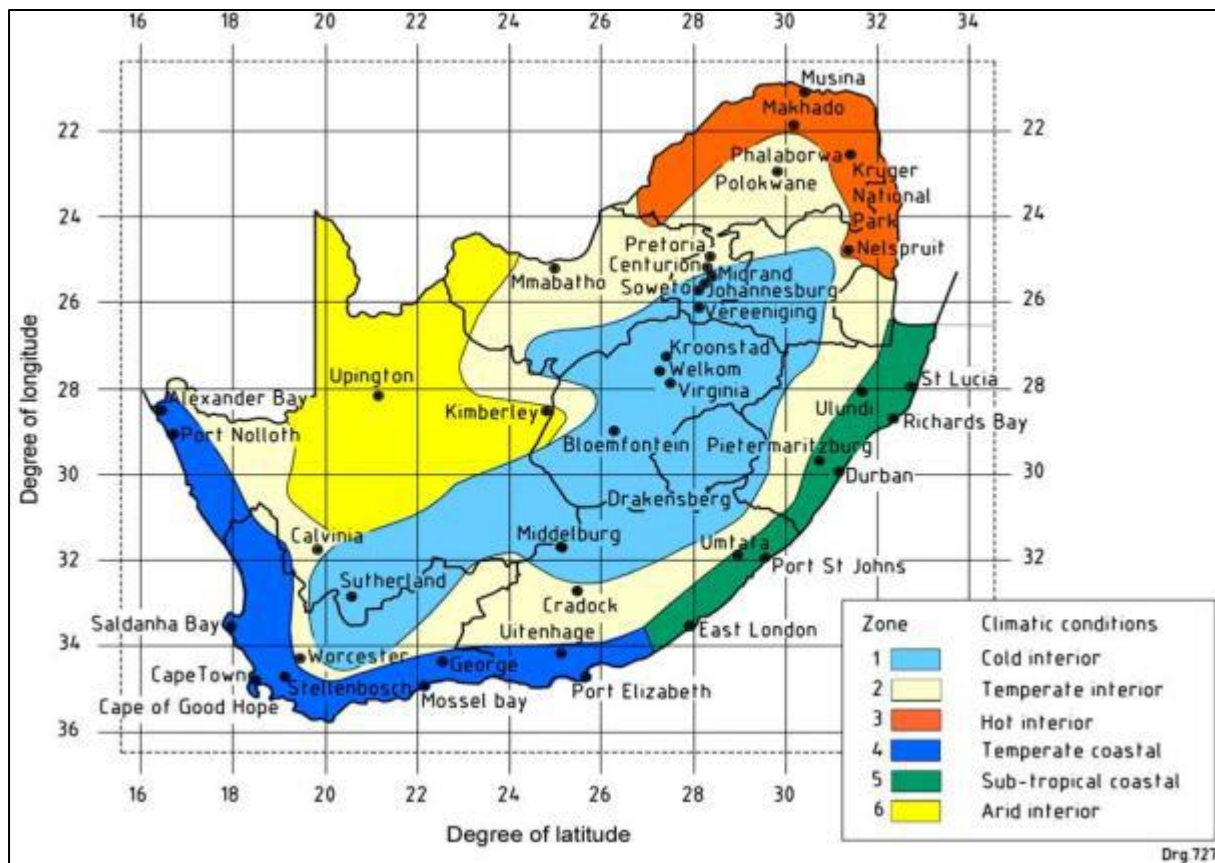 16 18 20 22 24 26 28 30 32 34
Musina
Makhado
22 22
Phalaborwa
Kruger
Polokwane
National
24 24
Park
Pretoria
Nelspruit
Centurion
Midrand
Mmabatho
Soweto
Johannesburg
26 26
Vereeniging
Kroonstad
Welkom
Upington
Virginia
St Lucia
28 28
Alexander Bay
Ulundi
Kimberley
Richards Bay
Port Nolloth
Bloemfontein
Pietermaritzburg
30 30
Durban
Drakensberg
Calvinia
Middelburg
Umtata
32 32
Port St Johns
Sutherland
Cradock
Saldanha Bay
Uitenhage
East London
34
Worcester
George
CapeTown
Stellenbosch
Port Elizabeth
Mossel bay
Cape of Good Hope
36
16 18 20 22 24 26 28 30
Degree of longitude
Degree of latitude
Zone Climatic conditions
1 Cold interior
2 Temperate interior
3 Hot interior
4 Temperate coastal
5 Sub-tropical coastal
6 Arid interior